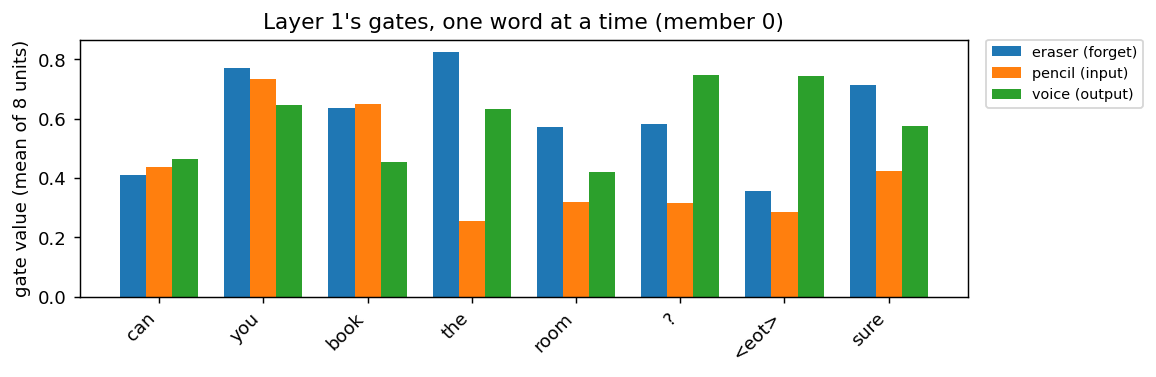 Layer 1's gates, one word at a time (member 0)
eraser (forget)
pencil (input)
voice (output)
gate value (mean of 8 units)
0.8
0.6
0.4
0.2
0.0
can
you
book
the
room
?
<eot>
sure